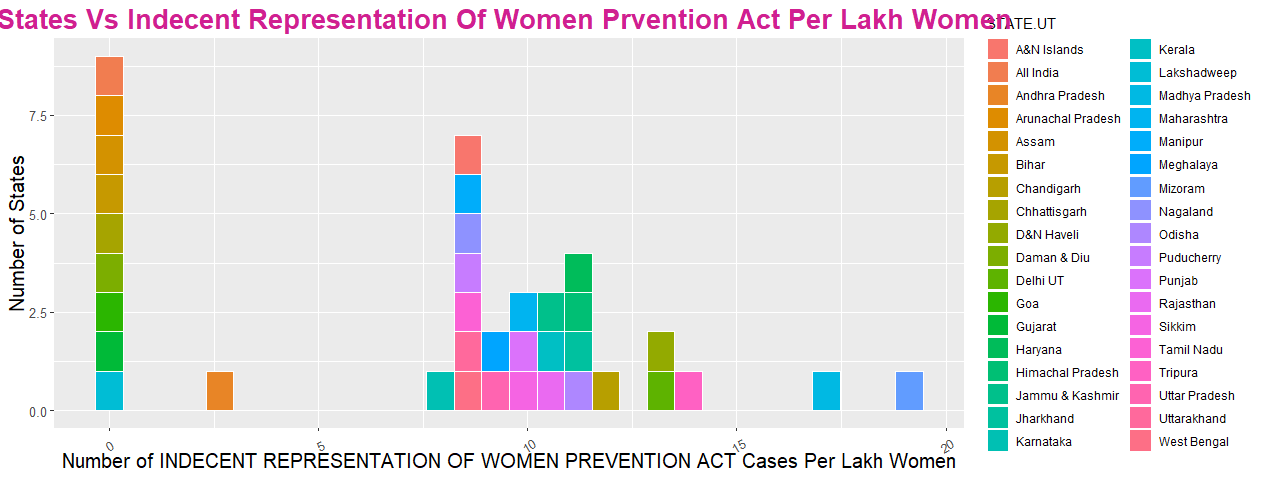 States Vs Indecent Representation Of Women Prvention Act Per Lakh Women
STATE.UT
A&N Islands
All India
Andhra Pradesh
Arunachal Pradesh
Assam
Bihar
Chandigarh
Chhattisgarh
D&N Haveli
Daman & Diu
Delhi UT
Goa
Gujarat
Haryana
Himachal Pradesh
Jammu & Kashmir
Jharkhand
Karnataka
Kerala
Lakshadweep
Madhya Pradesh
Maharashtra
Manipur
Meghalaya
Mizoram
Nagaland
Odisha
Puducherry
Punjab
Rajasthan
Sikkim
Tamil Nadu
Tripura
Uttar Pradesh
Uttarakhand
West Bengal
Number of States
7.5
5.0
2.5
0.0
0 5 10 15 20
Number of INDECENT REPRESENTATION OF WOMEN PREVENTION ACT Cases Per Lakh Women